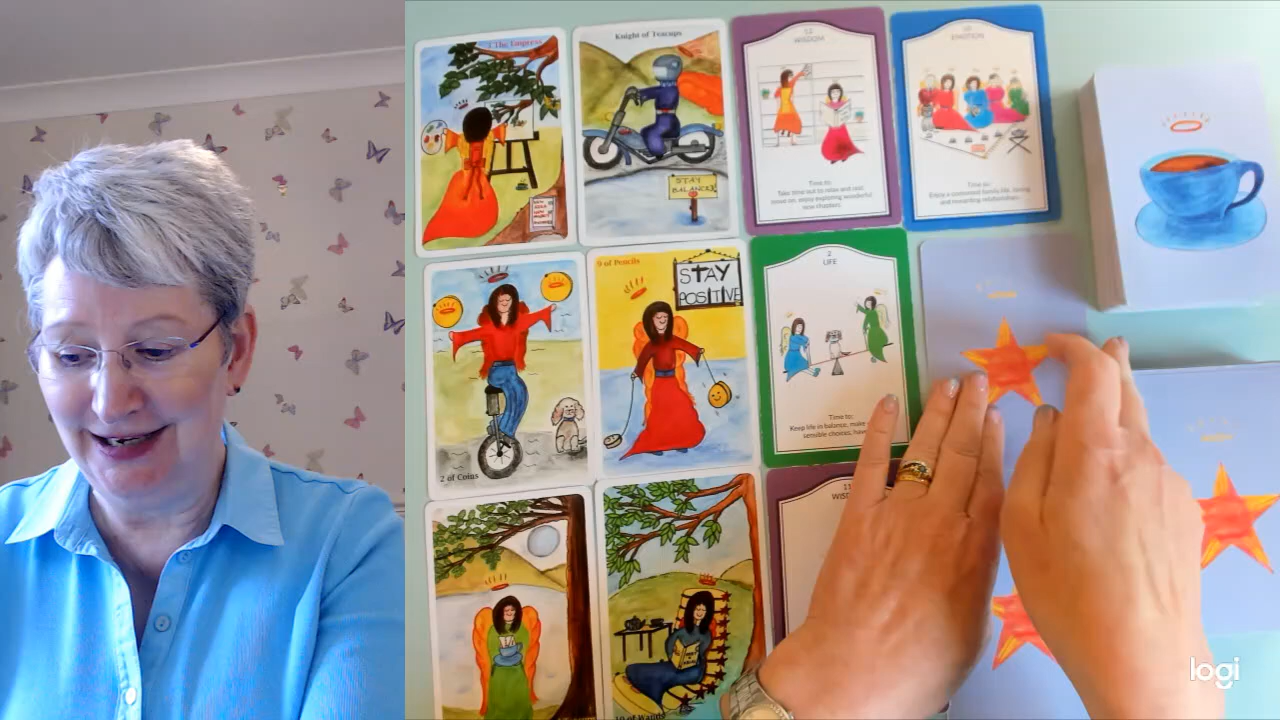 1 The Empress
Knight of Teacups
STAY
BALANCED
12
WISDOM
Time to:
Take time out to relax and rest
move on, enjoy exploring wonderful
new chapters.
10
EMOTION
Time to:
Enjoy a contented family life, loving
and rewarding relationships.
2 of Coins
9 of Pencils
STAY
POSITIVE
2
LIFE
Time to:
Keep life in balance, make
sensible choices, have
11
10 of Wands
logi